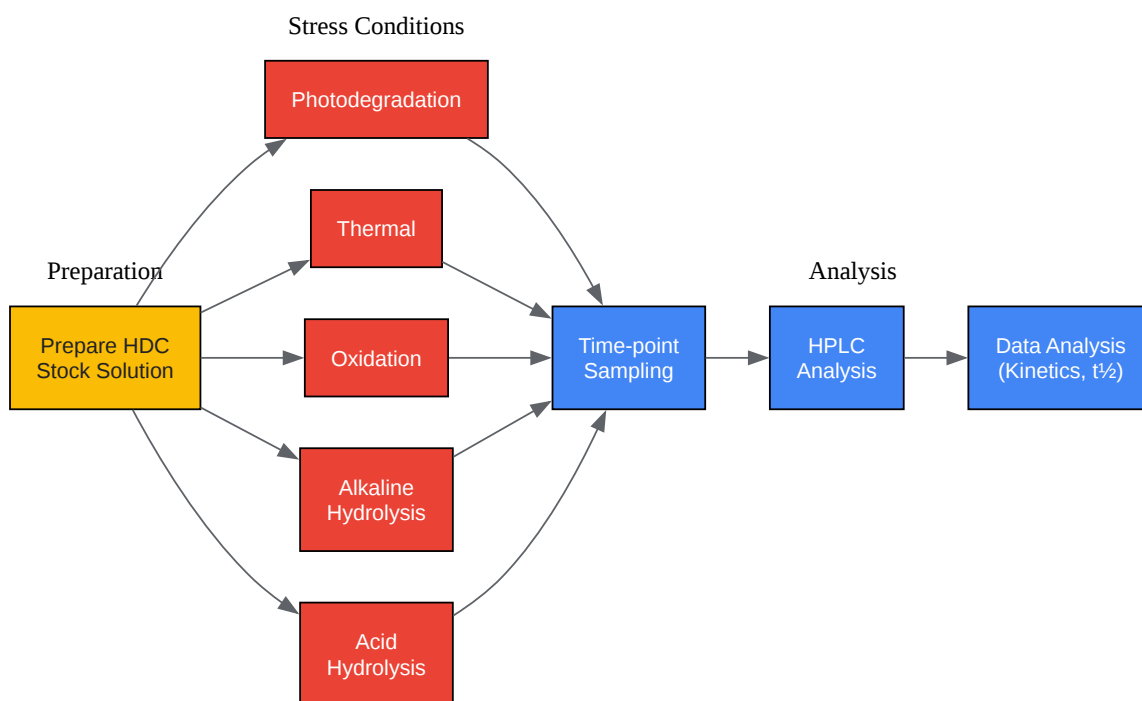 Stress Conditions
Photodegradation
Thermal
Preparation
Analysis
Prepare HDC
Stock Solution
Oxidation
Time-point
Sampling
HPLC
Analysis
Data Analysis
(Kinetics, t½)
Alkaline
Hydrolysis
Acid
Hydrolysis